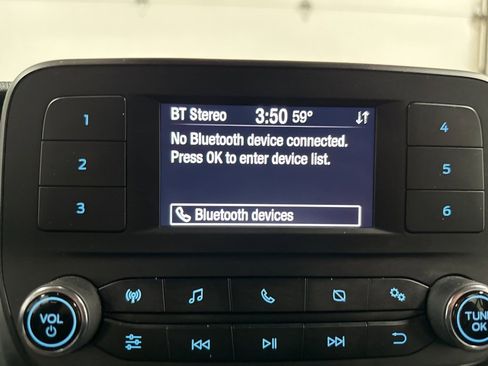 BT Stereo 3:50 59°
No Bluetooth device connected.
Press OK to enter device list.
Bluetooth devices
1
2
3
4
5
6
VOL
TUNE
OK